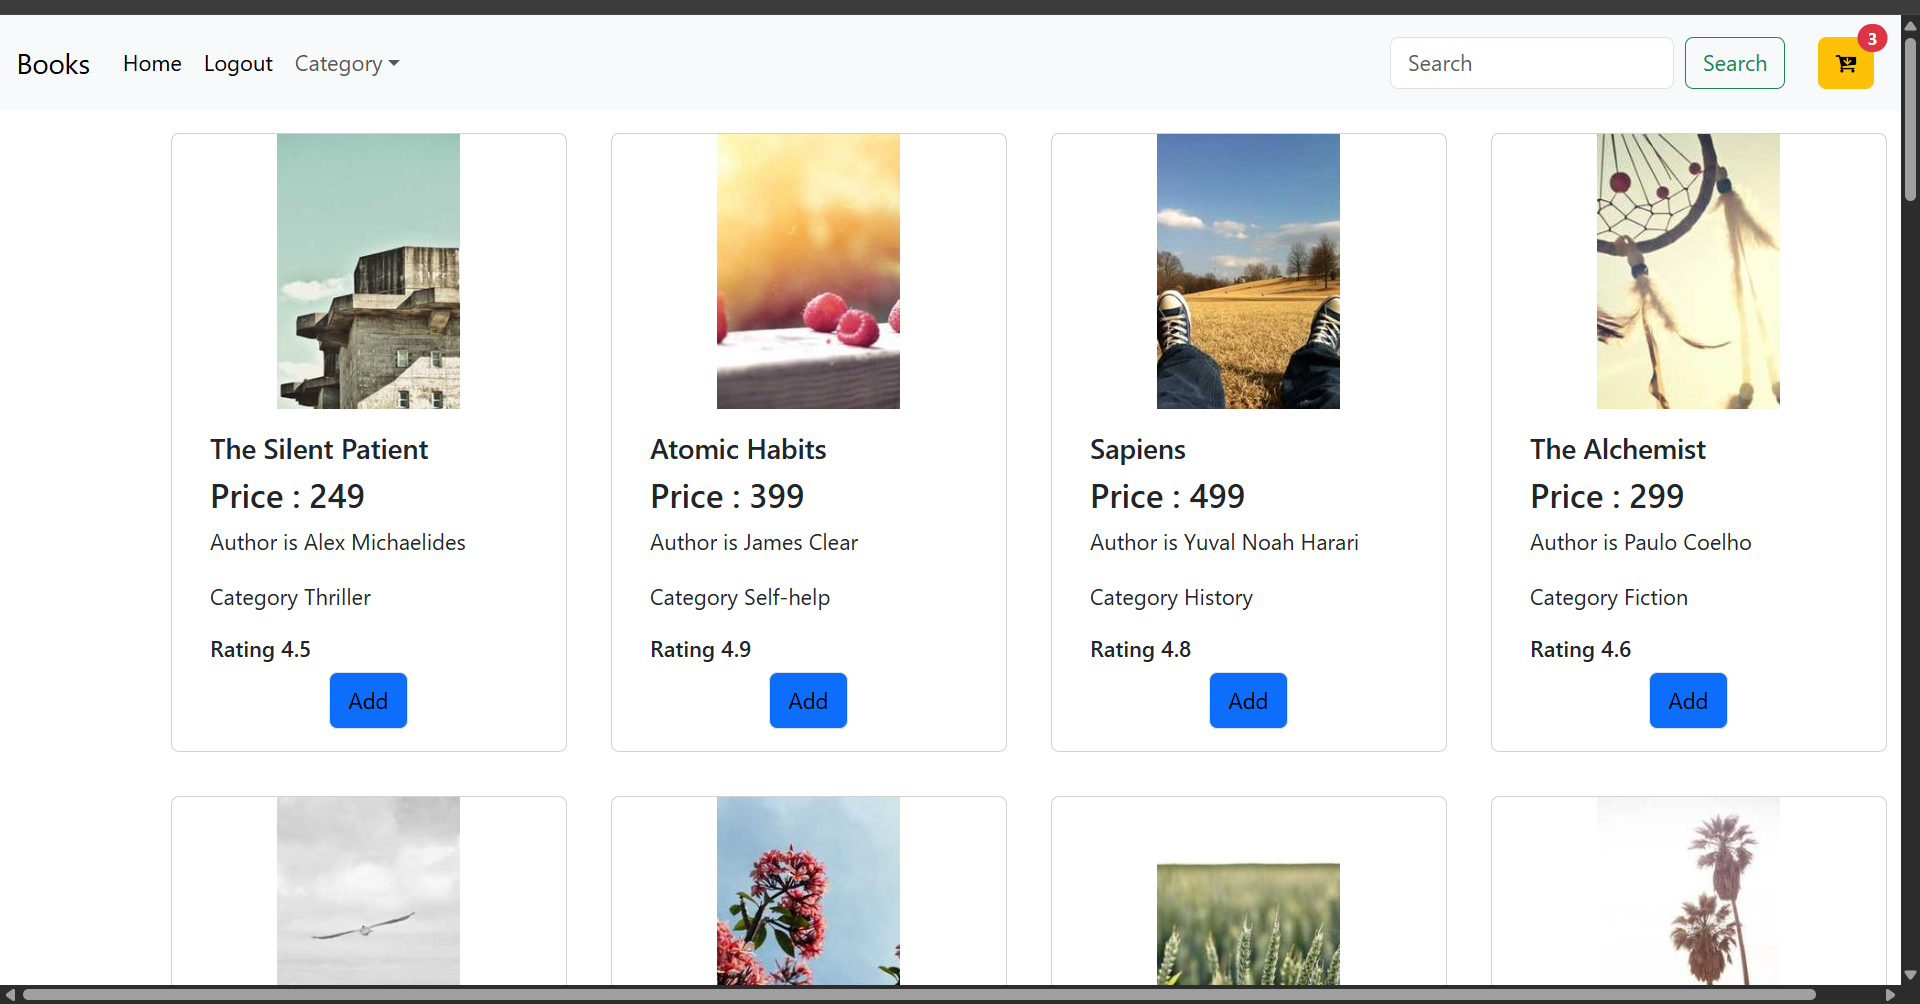 Books Home Logout Category Search Search 3
The Silent Patient
Price : 249
Author is Alex Michaelides
Category Thriller
Rating 4.5
Add
Atomic Habits
Price : 399
Author is James Clear
Category Self-help
Rating 4.9
Add
Sapiens
Price : 499
Author is Yuval Noah Harari
Category History
Rating 4.8
Add
The Alchemist
Price : 299
Author is Paulo Coelho
Category Fiction
Rating 4.6
Add